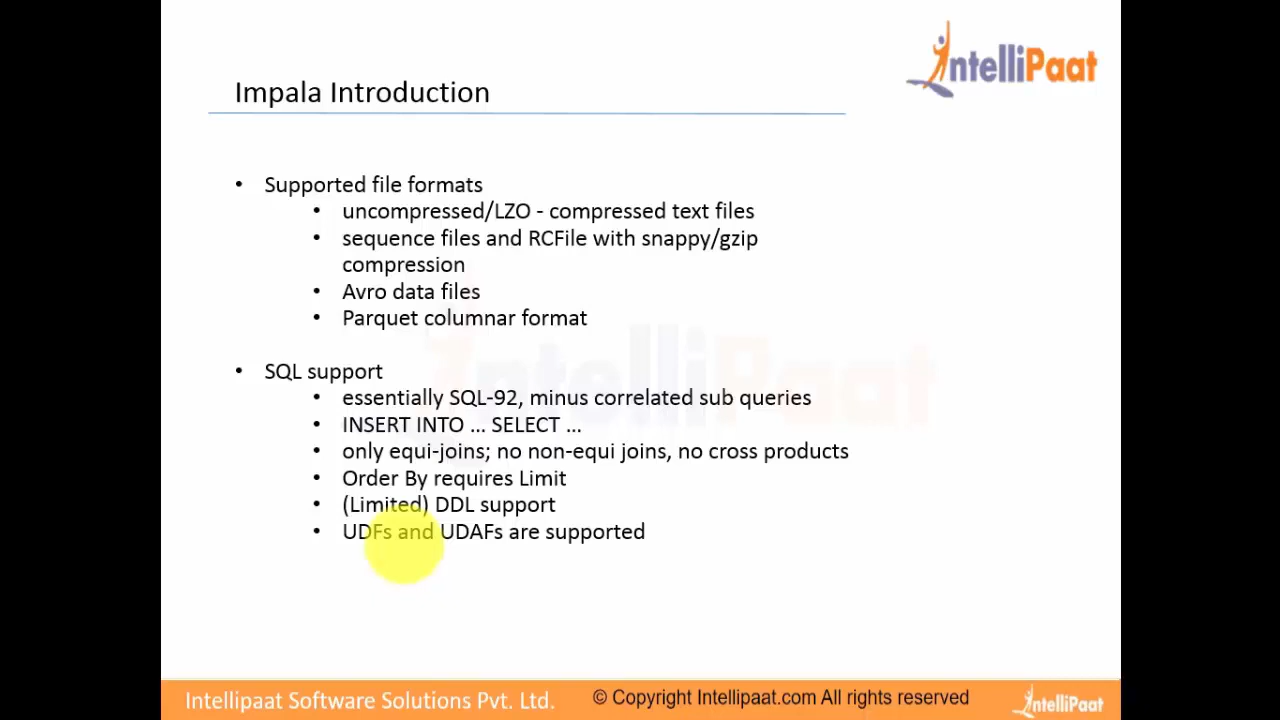 IntelliPaat
Impala Introduction
• Supported file formats
• uncompressed/LZO - compressed text files
• sequence files and RCFile with snappy/gzip
compression
• Avro data files
• Parquet columnar format
IntelliPaat
• SQL support
• essentially SQL-92, minus correlated sub queries
• INSERT INTO ... SELECT ...
• only equi-joins; no non-equi joins, no cross products
• Order By requires Limit
• (Limited) DDL support
• UDFs and UDAFs are supported
Intellipaat Software Solutions Pvt. Ltd.
© Copyright Intellipaat.com All rights reserved
IntelliPaat